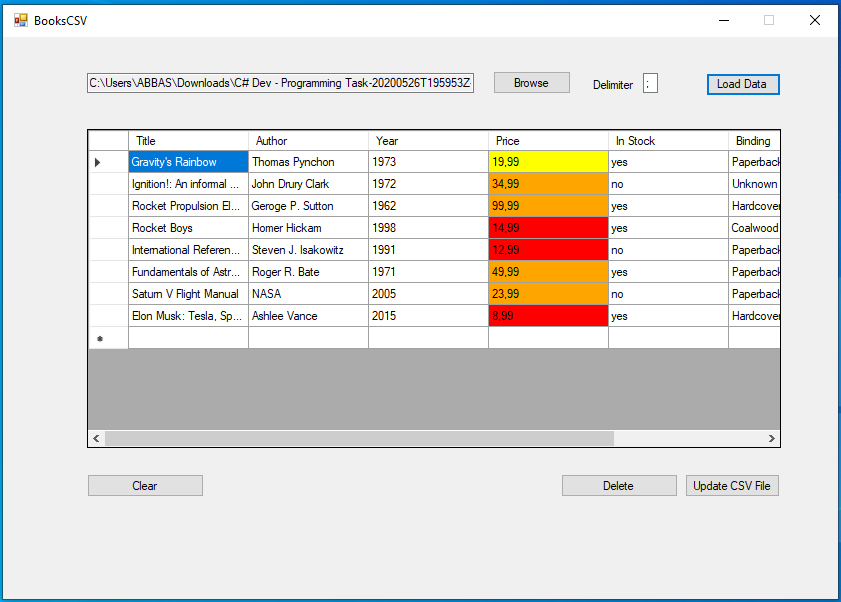 BooksCSV
C:\Users\ABBAS\Downloads\C# Dev - Programming Task-20200526T195953Z- Browse Delimiter ; Load Data
Title Author Year Price In Stock Binding
Gravity's Rainbow Thomas Pynchon 1973 19,99 yes Paperback
Ignition!: An informal ... John Drury Clark 1972 34,99 no Unknown
Rocket Propulsion El... Geroge P. Sutton 1962 99,99 yes Hardcover
Rocket Boys Homer Hickam 1998 14,99 yes Coalwood
International Referen... Steven J. Isakowitz 1991 12,99 no Paperback
Fundamentals of Astr... Roger R. Bate 1971 49,99 yes Paperback
Saturn V Flight Manual NASA 2005 23,99 no Paperback
Elon Musk: Tesla, Sp... Ashlee Vance 2015 8,99 yes Hardcover
Clear Delete Update CSV File